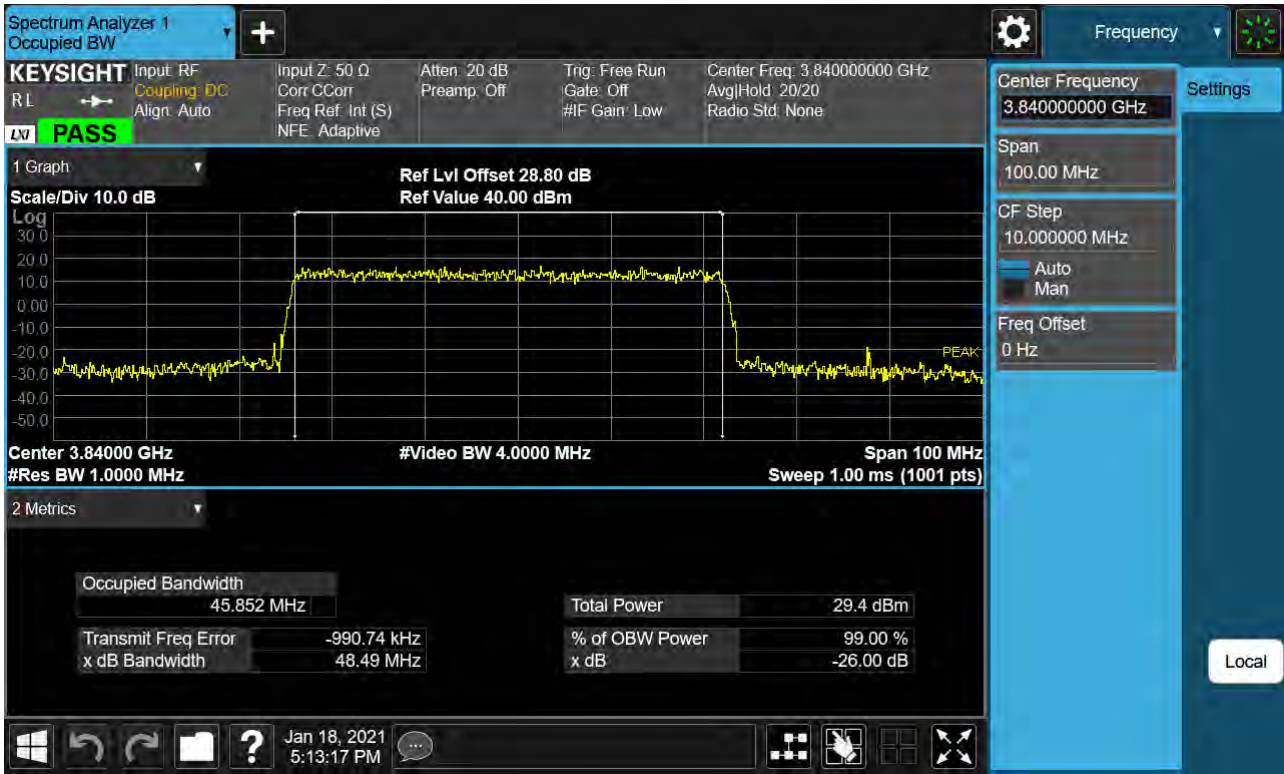 Spectrum Analyzer 1
Occupied BW
+
Frequency
KEYSIGHT
RL
LXI PASS
Input: RF
Coupling: DC
Align: Auto
Input Z: 50 Ω
Corr CCorr
Freq Ref: Int (S)
NFE: Adaptive
Atten: 20 dB
Preamp: Off
Trig: Free Run
Gate: Off
#IF Gain: Low
Center Freq: 3.840000000 GHz
Avg|Hold: 20/20
Radio Std: None
Center Frequency
3.840000000 GHz
Settings
Span
100.00 MHz
CF Step
10.000000 MHz
Auto
Man
Freq Offset
0 Hz
1 Graph
Scale/Div 10.0 dB
Ref Lvl Offset 28.80 dB
Ref Value 40.00 dBm
Log
30.0
20.0
10.0
0.00
-10.0
-20.0
-30.0
-40.0
-50.0
PEAK
Center 3.84000 GHz
#Video BW 4.0000 MHz
Span 100 MHz
#Res BW 1.0000 MHz
Sweep 1.00 ms (1001 pts)
2 Metrics
Occupied Bandwidth
45.852 MHz
Total Power 29.4 dBm
Transmit Freq Error -990.74 kHz
% of OBW Power 99.00 %
x dB Bandwidth 48.49 MHz
x dB -26.00 dB
Local
?
Jan 18, 2021
5:13:17 PM